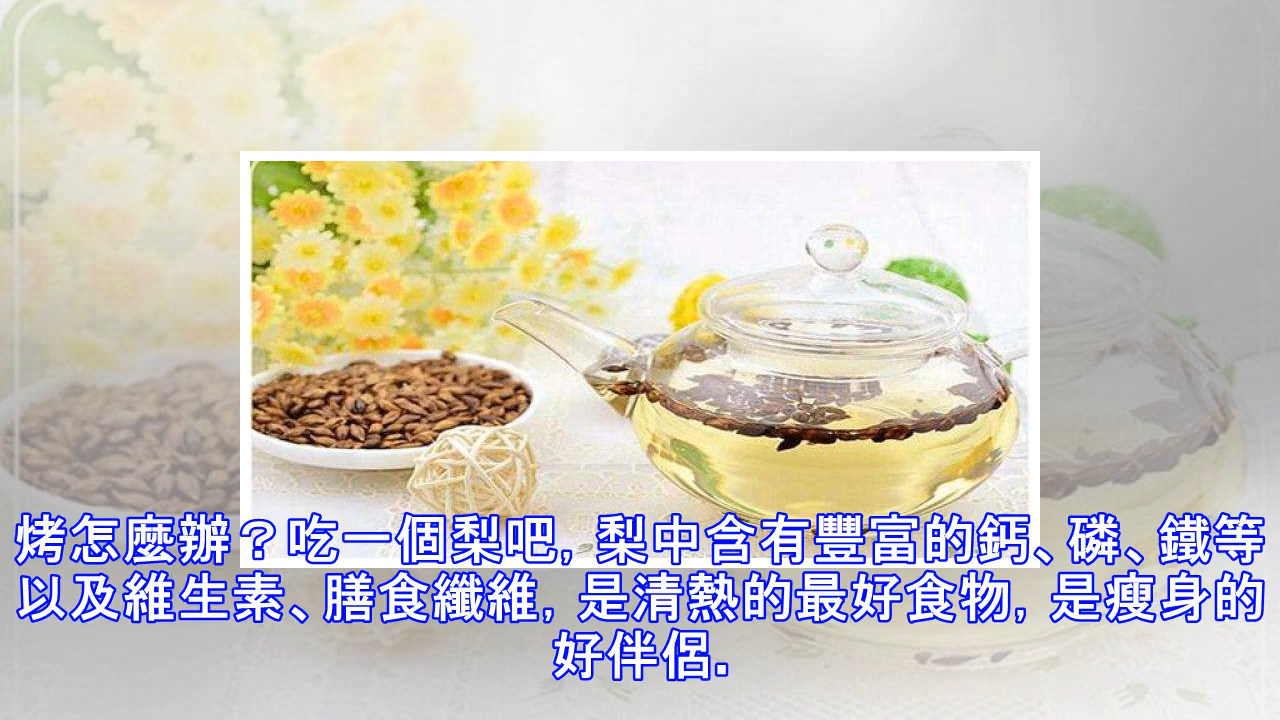 烤怎麼辦？吃一個梨吧, 梨中含有豐富的鈣、磷、鐵等
以及維生素、膳食纖維, 是清熱的最好食物, 是瘦身的
好伴侶.